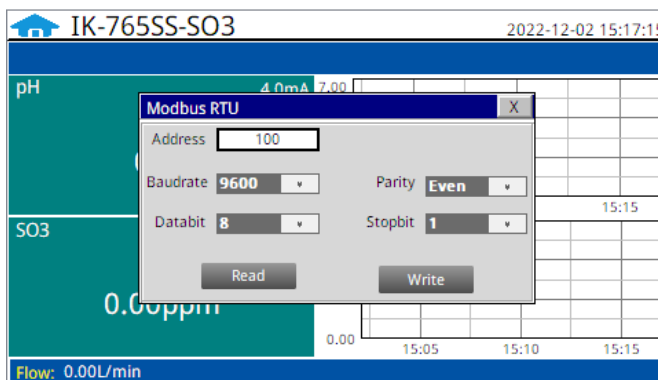 IK-765SS-SO3
2022-12-02 15:17:15
pH
4.0mA
7.00
Modbus RTU
X
Address 100
Baudrate 9600
Parity Even
Databit 8
Stopbit 1
Read
Write
15:15
SO3
0.00ppm
0.00
15:05
15:10
15:15
Flow: 0.00L/min